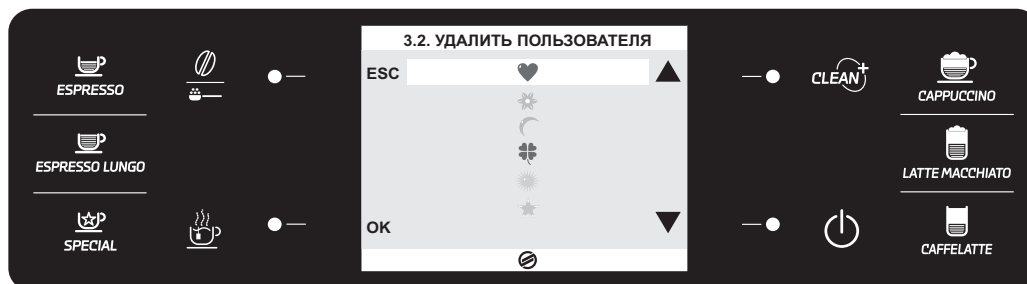 3.2. УДАЛИТЬ ПОЛЬЗОВАТЕЛЯ
ESC
OK
ESPRESSO
ESPRESSO LUNGO
SPECIAL
CLEAN+
CAPPUCCINO
LATTE MACCHIATO
CAFFELATTE